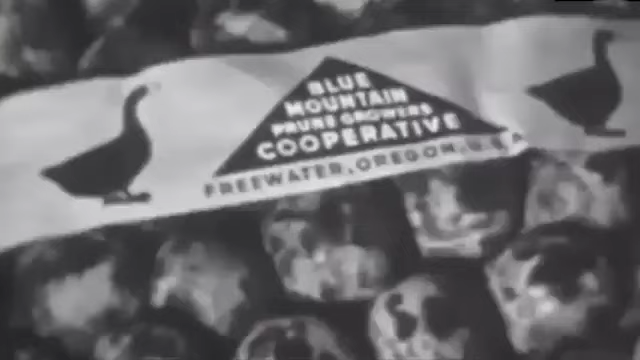 BLUE
MOUNTAIN
PRUNE GROWERS
COOPERATIVE
FREEWATER, OREGON, U.S.A